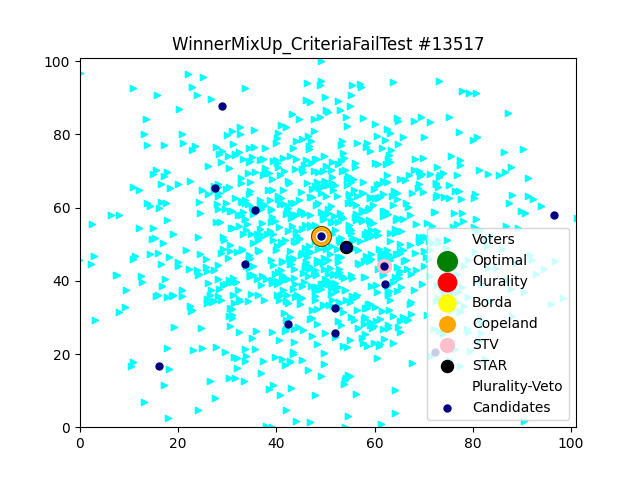 WinnerMixUp_CriteriaFailTest #13517
100
80
60
40
20
0
0
20
40
60
80
100
Voters
Optimal
Plurality
Borda
Copeland
STV
STAR
Plurality-Veto
Candidates